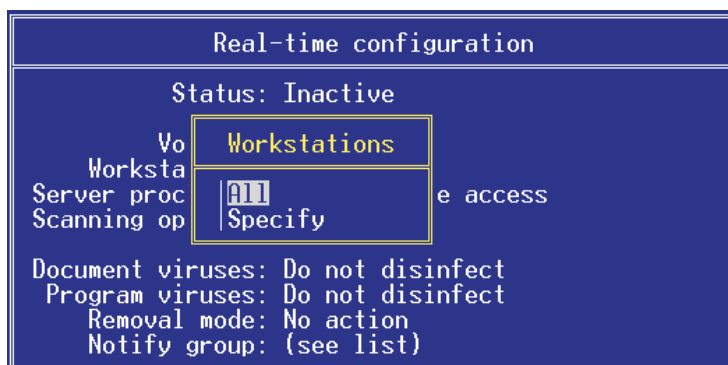 Real-time configuration
Status: Inactive
Vo
Workstations
Worksta
Server proc
All
e access
Scanning op
Specify
Document viruses: Do not disinfect
Program viruses: Do not disinfect
Removal mode: No action
Notify group: (see list)